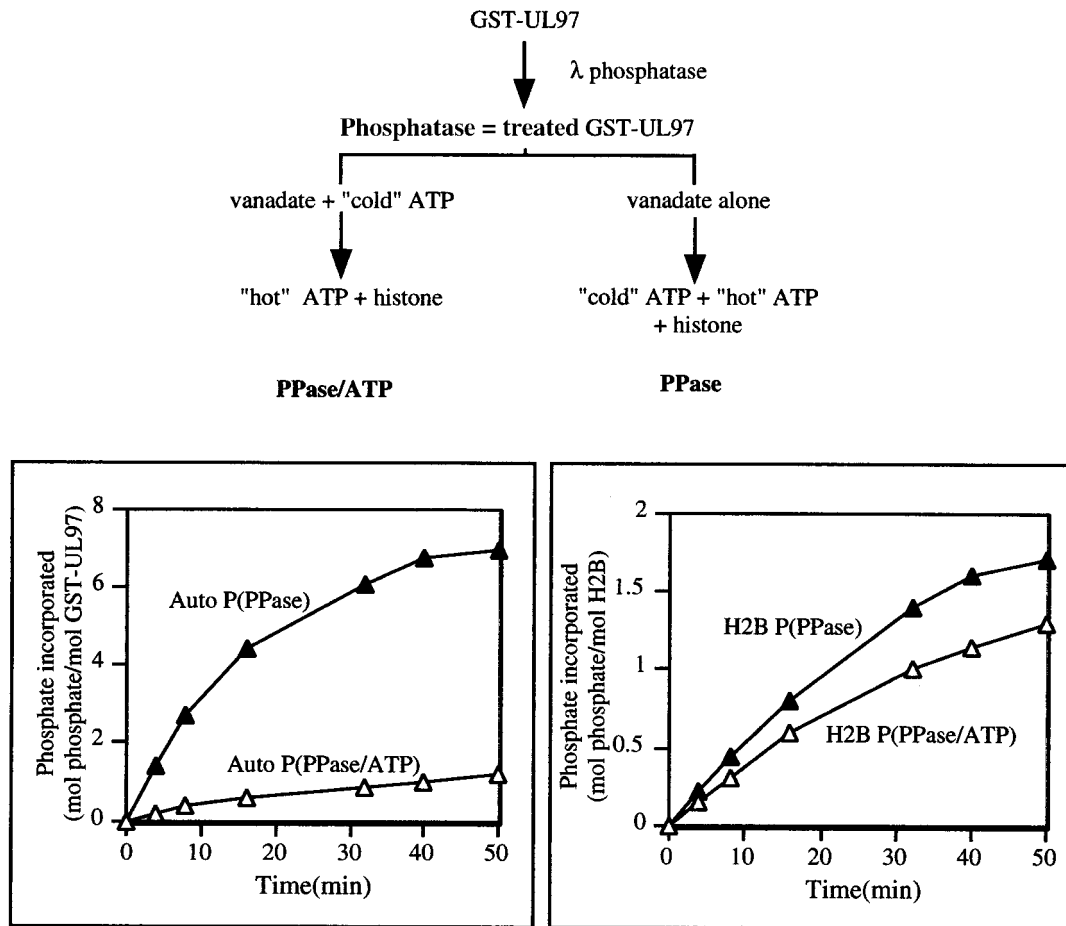 GST-UL97
λ phosphatase
Phosphatase = treated GST-UL97
vanadate + "cold" ATP
vanadate alone
"hot" ATP + histone
"cold" ATP + "hot" ATP
+ histone
PPase/ATP
PPase
Phosphate incorporated
(mol phosphate/mol GST-UL97)
8
6
4
2
0
Auto P(PPase)
Auto P(PPase/ATP)
0 10 20 30 40 50
Time(min)
Phosphate incorporated
(mol phosphate/mol H2B)
2
1.5
1
0.5
0
H2B P(PPase)
H2B P(PPase/ATP)
0 10 20 30 40 50
Time(min)